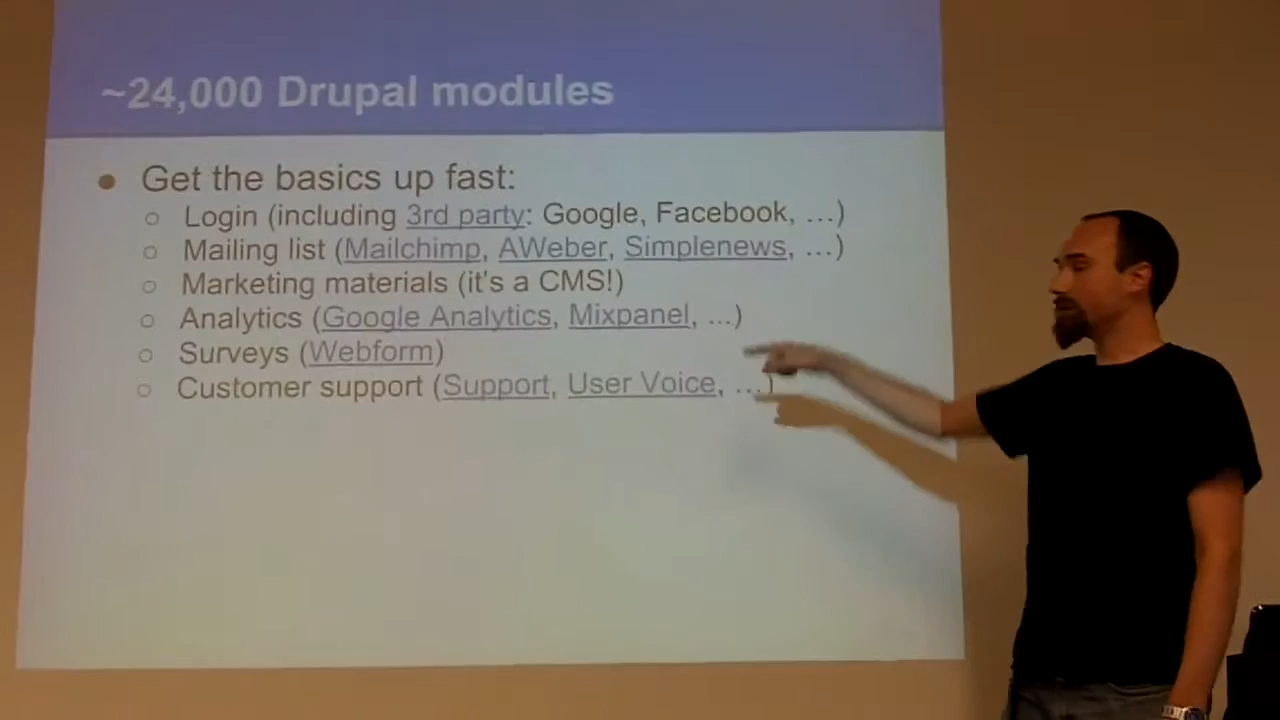 ~24,000 Drupal modules
● Get the basics up fast:
○ Login (including 3rd party: Google, Facebook, ...)
○ Mailing list (Mailchimp, AWeber, Simplenews, ...)
○ Marketing materials (it's a CMS!)
○ Analytics (Google Analytics, Mixpanel, ...)
○ Surveys (Webform)
○ Customer support (Support, User Voice, ...)